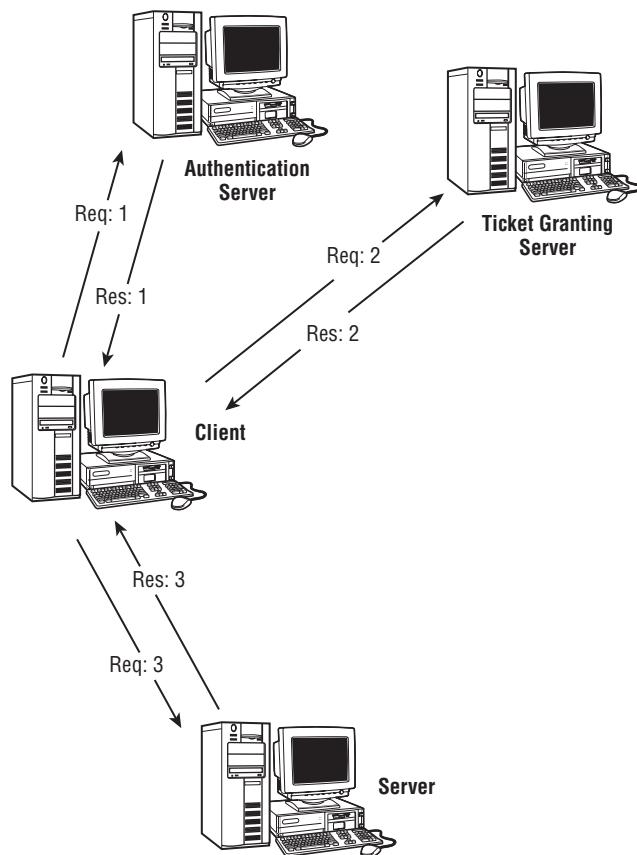 Authentication
Server
Req: 1
Res: 1
Ticket Granting
Server
Req: 2
Res: 2
Client
Res: 3
Req: 3
Server